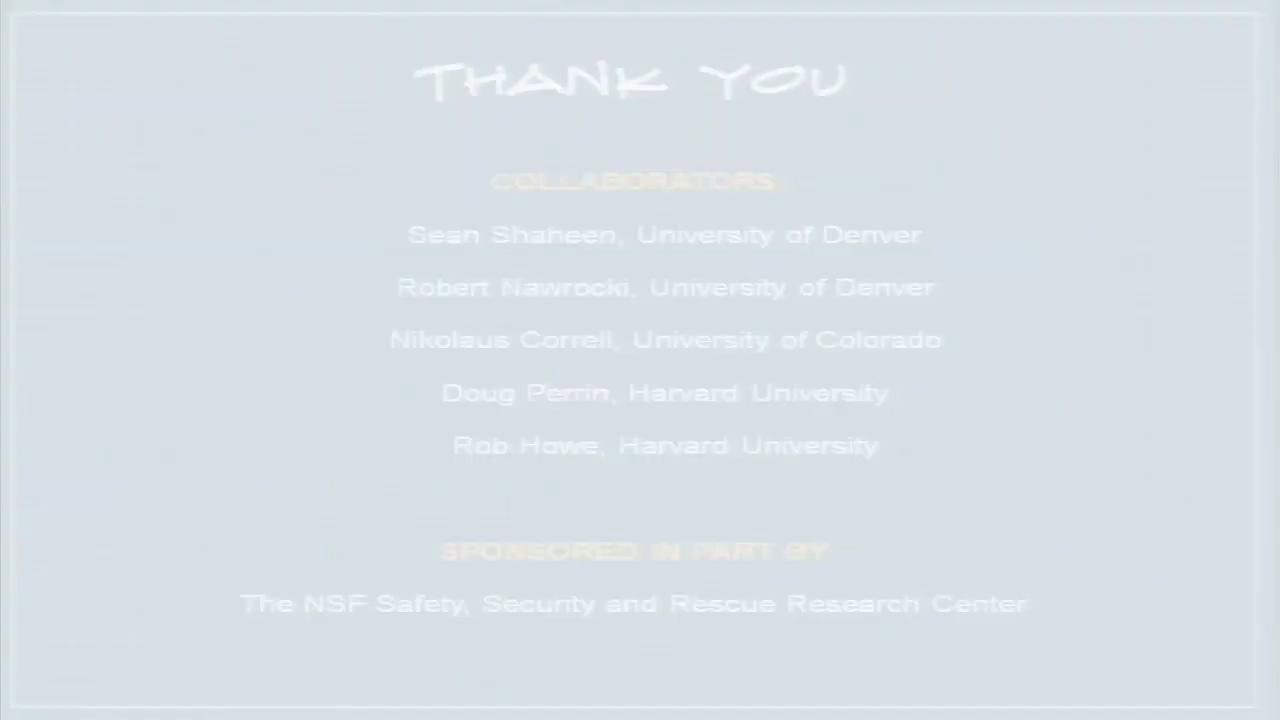 THANK YOU
COLLABORATORS
Sean Shaheen, University of Denver
Robert Nawrocki, University of Denver
Nikolaus Correll, University of Colorado
Doug Perrin, Harvard University
Rob Howe, Harvard University
SPONSORED IN PART BY
The NSF Safety, Security and Rescue Research Center